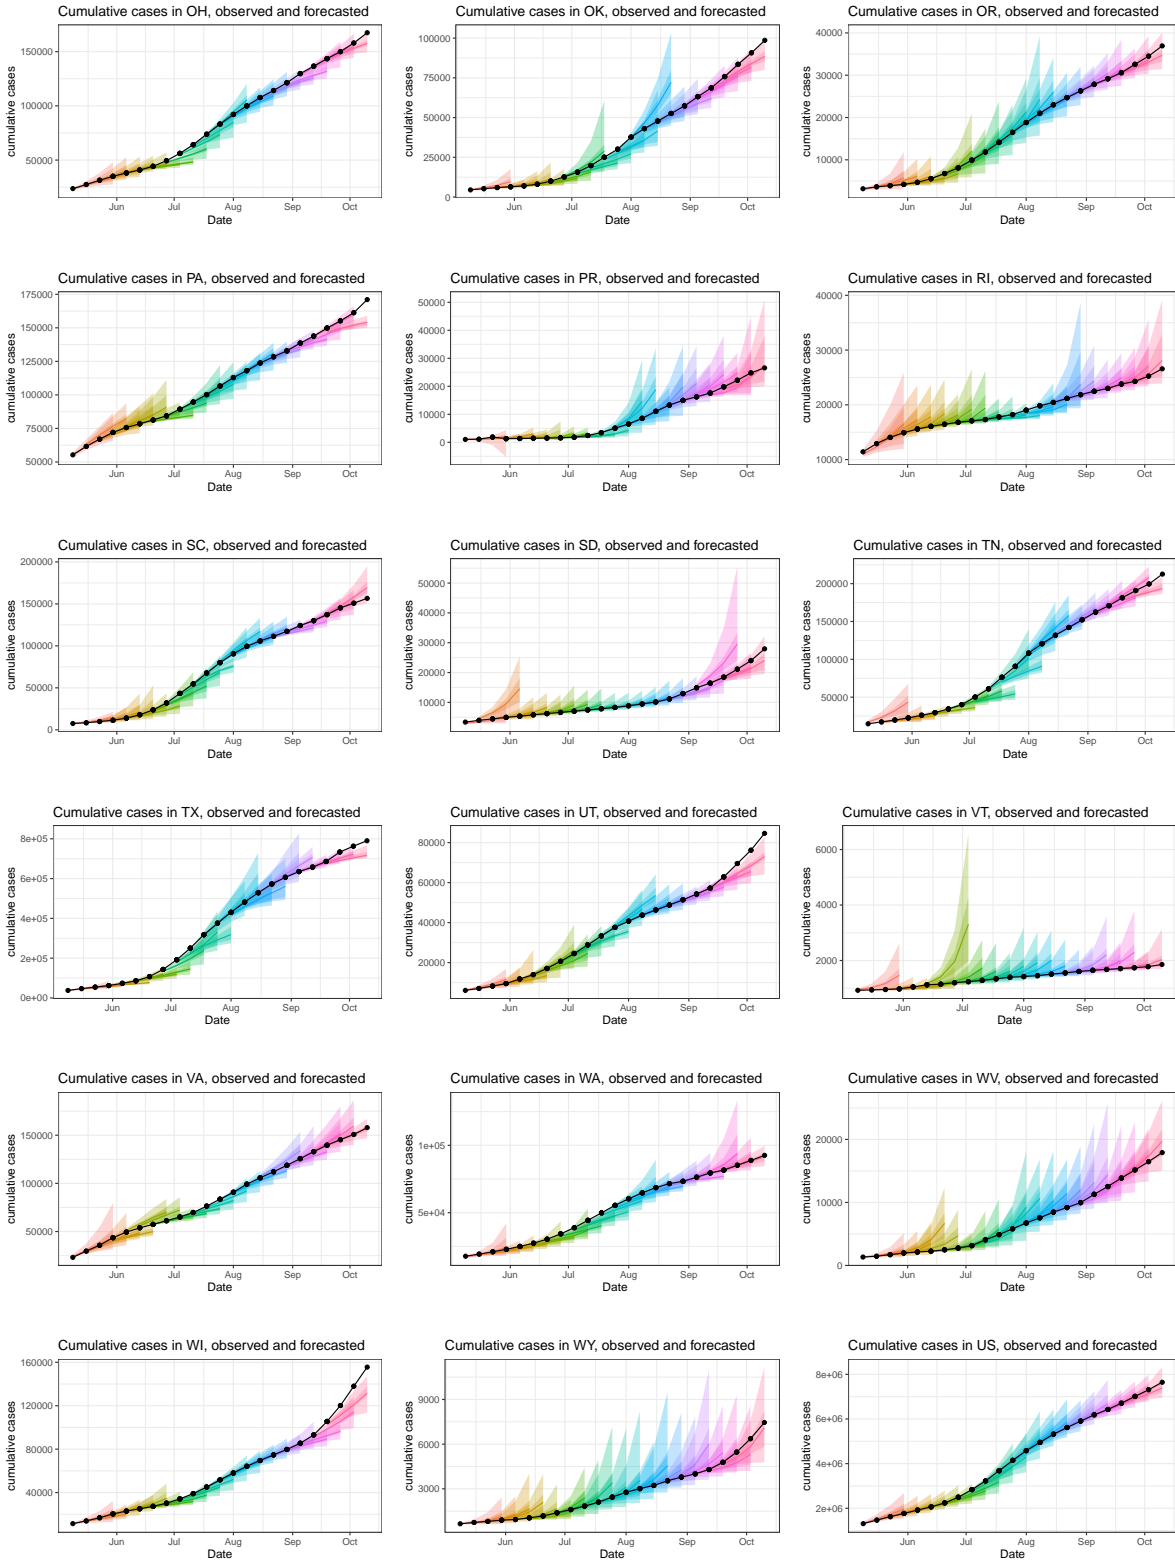 Cumulative cases in OH, observed and forecasted
cumulative cases
150000
100000
50000
Jun Jul Aug Sep Oct
Date
Cumulative cases in OK, observed and forecasted
cumulative cases
100000
75000
50000
25000
0
Jun Jul Aug Sep Oct
Date
Cumulative cases in OR, observed and forecasted
cumulative cases
40000
30000
20000
10000
Jun Jul Aug Sep Oct
Date
Cumulative cases in PA, observed and forecasted
cumulative cases
175000
150000
125000
100000
75000
50000
Jun Jul Aug Sep Oct
Date
Cumulative cases in PR, observed and forecasted
cumulative cases
50000
40000
30000
20000
10000
0
Jun Jul Aug Sep Oct
Date
Cumulative cases in RI, observed and forecasted
cumulative cases
40000
30000
20000
10000
Jun Jul Aug Sep Oct
Date
Cumulative cases in SC, observed and forecasted
cumulative cases
200000
150000
100000
50000
0
Jun Jul Aug Sep Oct
Date
Cumulative cases in SD, observed and forecasted
cumulative cases
50000
40000
30000
20000
10000
Jun Jul Aug Sep Oct
Date
Cumulative cases in TN, observed and forecasted
cumulative cases
200000
150000
100000
50000
Jun Jul Aug Sep Oct
Date
Cumulative cases in TX, observed and forecasted
cumulative cases
8e+05
6e+05
4e+05
2e+05
0e+00
Jun Jul Aug Sep Oct
Date
Cumulative cases in UT, observed and forecasted
cumulative cases
80000
60000
40000
20000
Jun Jul Aug Sep Oct
Date
Cumulative cases in VT, observed and forecasted
cumulative cases
6000
4000
2000
Jun Jul Aug Sep Oct
Date
Cumulative cases in VA, observed and forecasted
cumulative cases
150000
100000
50000
Jun Jul Aug Sep Oct
Date
Cumulative cases in WA, observed and forecasted
cumulative cases
1e+05
5e+04
Jun Jul Aug Sep Oct
Date
Cumulative cases in WV, observed and forecasted
cumulative cases
20000
10000
0
Jun Jul Aug Sep Oct
Date
Cumulative cases in WI, observed and forecasted
cumulative cases
160000
120000
80000
40000
Jun Jul Aug Sep Oct
Date
Cumulative cases in WY, observed and forecasted
cumulative cases
9000
6000
3000
Jun Jul Aug Sep Oct
Date
Cumulative cases in US, observed and forecasted
cumulative cases
8e+06
6e+06
4e+06
2e+06
Jun Jul Aug Sep Oct
Date